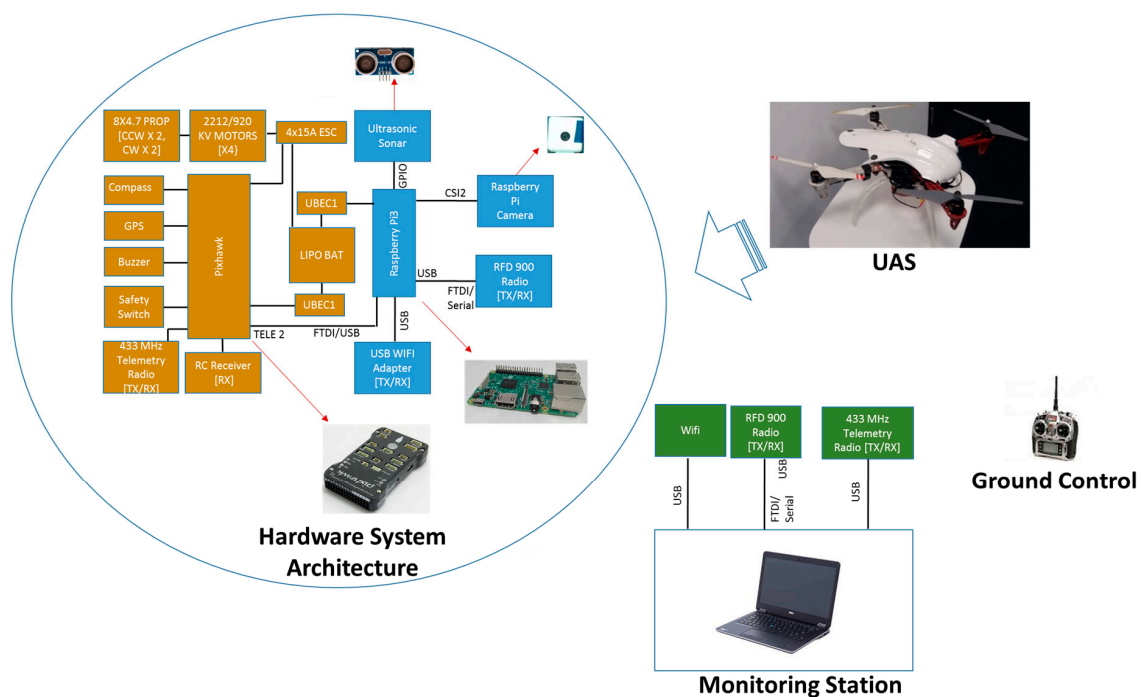 8X4.7 PROP
[CCW X 2,
CW X 2]
2212/920
KV MOTORS
[X4}
4x15A ESC
Ultrasonic
Sonar
GPIO
CSI2
Raspberry
Pi
Camera
Compass
GPS
Buzzer
Safety
Switch
433 MHz
Telemetry
Radio
[TX/RX]
Pixhawk
RC Receiver
[RX]
UBEC1
LIPO BAT
UBEC1
Raspberry Pi3
USB
FTDI/
Serial
RFD 900
Radio
[TX/RX]
TELE 2
FTDI/USB
USB
USB WIFI
Adapter
[TX/RX]
pixhawk
Hardware System
Architecture
UAS
Wifi
RFD 900
Radio
[TX/RX]
433 MHz
Telemetry
Radio [TX/RX]
USB
USB
FTDI/
Serial
USB
Ground Control
Monitoring Station